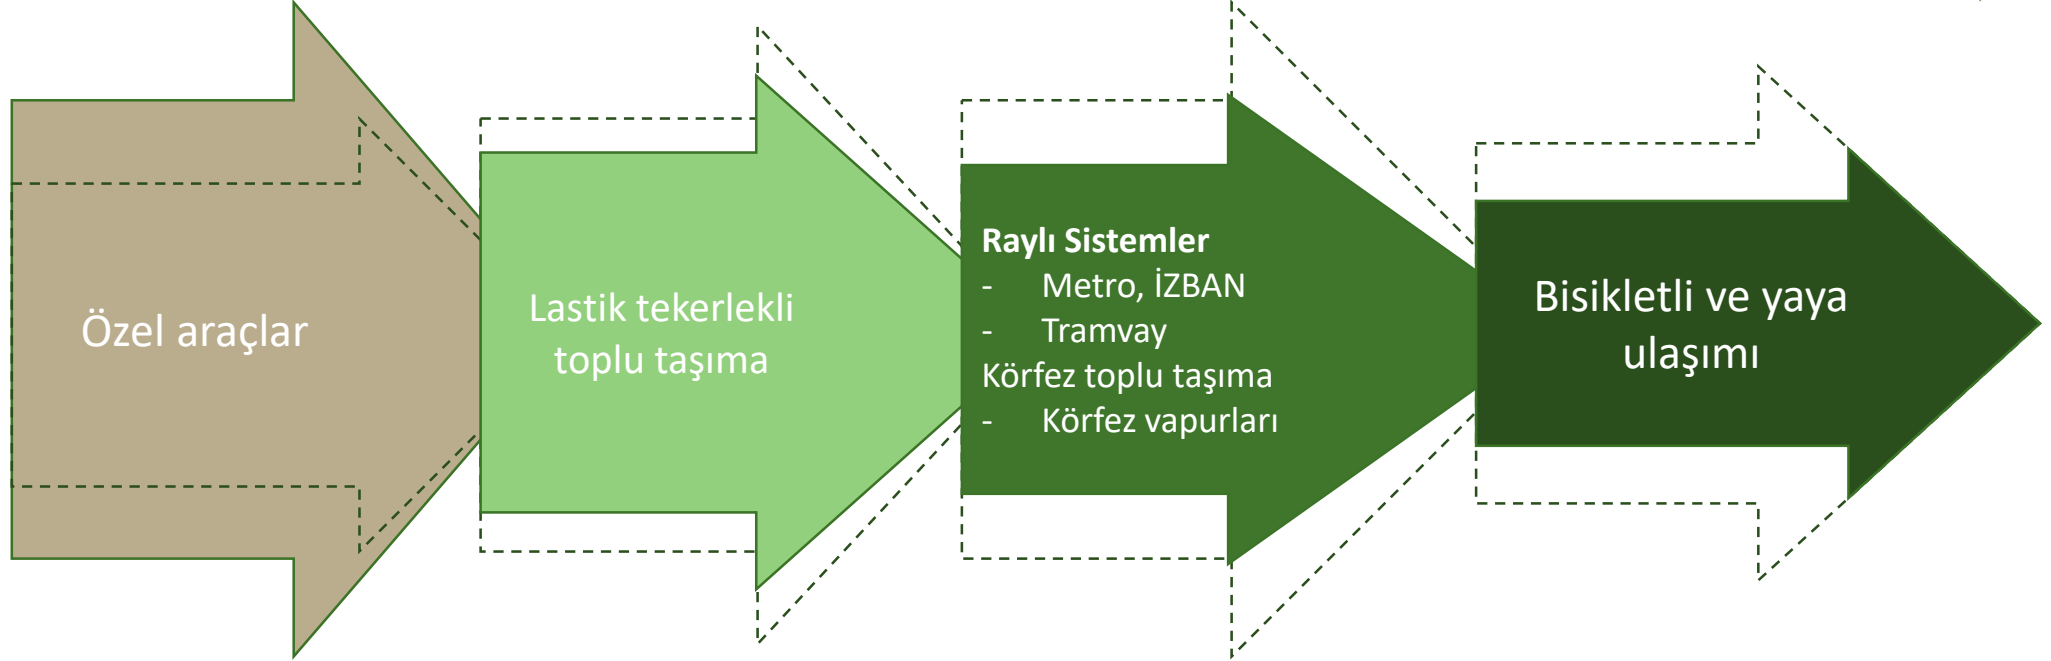 Özel araçlar
Lastik tekerlekli
toplu taşıma
Raylı Sistemler
- Metro, İZBAN
- Tramvay
Körfez toplu taşıma
- Körfez vapurları
Bisikletli ve yaya
ulaşımı